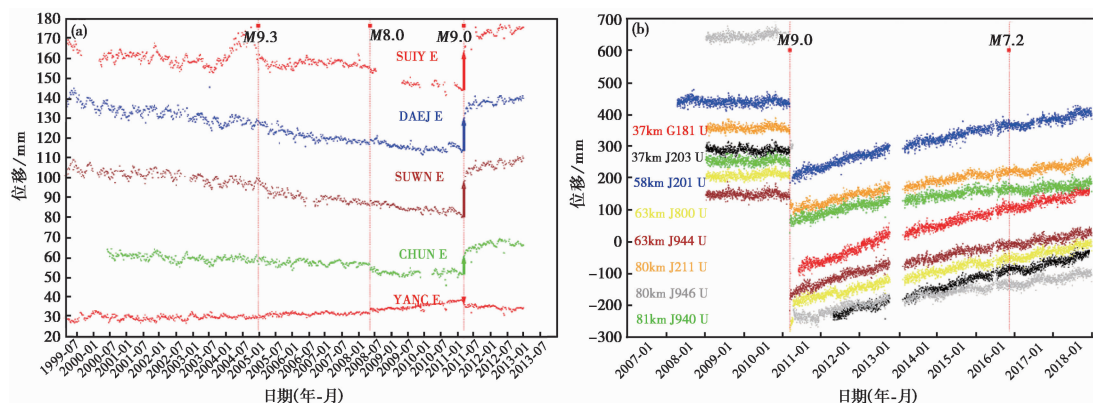 (a)
M9.3
M8.0
M9.0
SUIY E
DAEJ E
SUWN E
CHUN E
YANC E
位移/mm
180
170
160
150
140
130
120
110
100
90
80
70
60
50
40
30
20
1999-07
2000-01
2000-07
2001-01
2001-07
2002-01
2002-07
2003-01
2003-07
2004-01
2004-07
2005-01
2005-07
2006-01
2006-07
2007-01
2007-07
2008-01
2008-07
2009-01
2009-07
2010-01
2010-07
2011-01
2011-07
2012-01
2012-07
2013-01
2013-07
日期(年-月)
(b)
M9.0
M7.2
37km G181 U
37km J203 U
58km J201 U
63km J800 U
63km J944 U
80km J211 U
80km J946 U
81km J940 U
位移/mm
700
600
500
400
300
200
100
0
−100
−200
−300
2007-01
2008-01
2009-01
2010-01
2011-01
2012-01
2013-01
2014-01
2015-01
2016-01
2017-01
2018-01
日期(年-月)